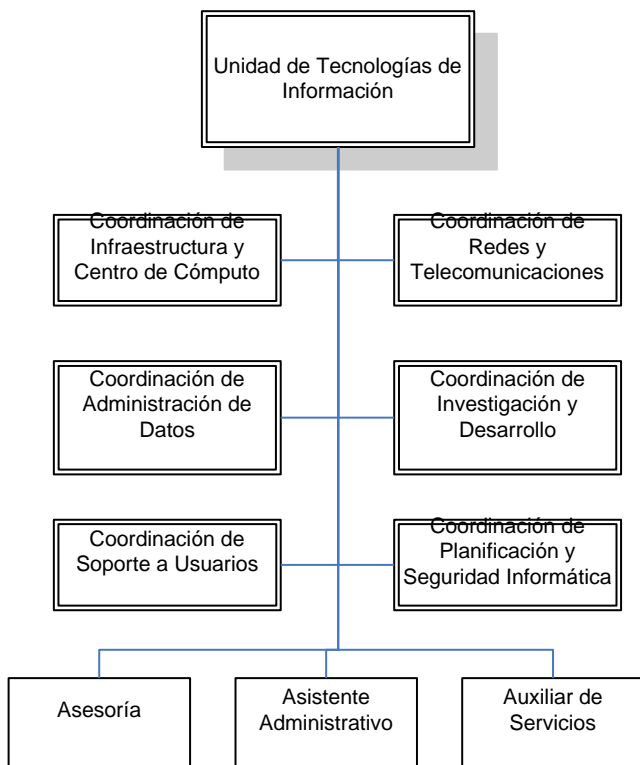 Unidad de Tecnologías de
Información
Coordinación de
Infraestructura y
Centro de Cómputo
Coordinación de
Redes y
Telecomunicaciones
Coordinación de
Administración de
Datos
Coordinación de
Investigación y
Desarrollo
Coordinación de
Soporte a Usuarios
Coordinación de
Planificación y
Seguridad Informática
Asesoría
Asistente
Administrativo
Auxiliar de
Servicios